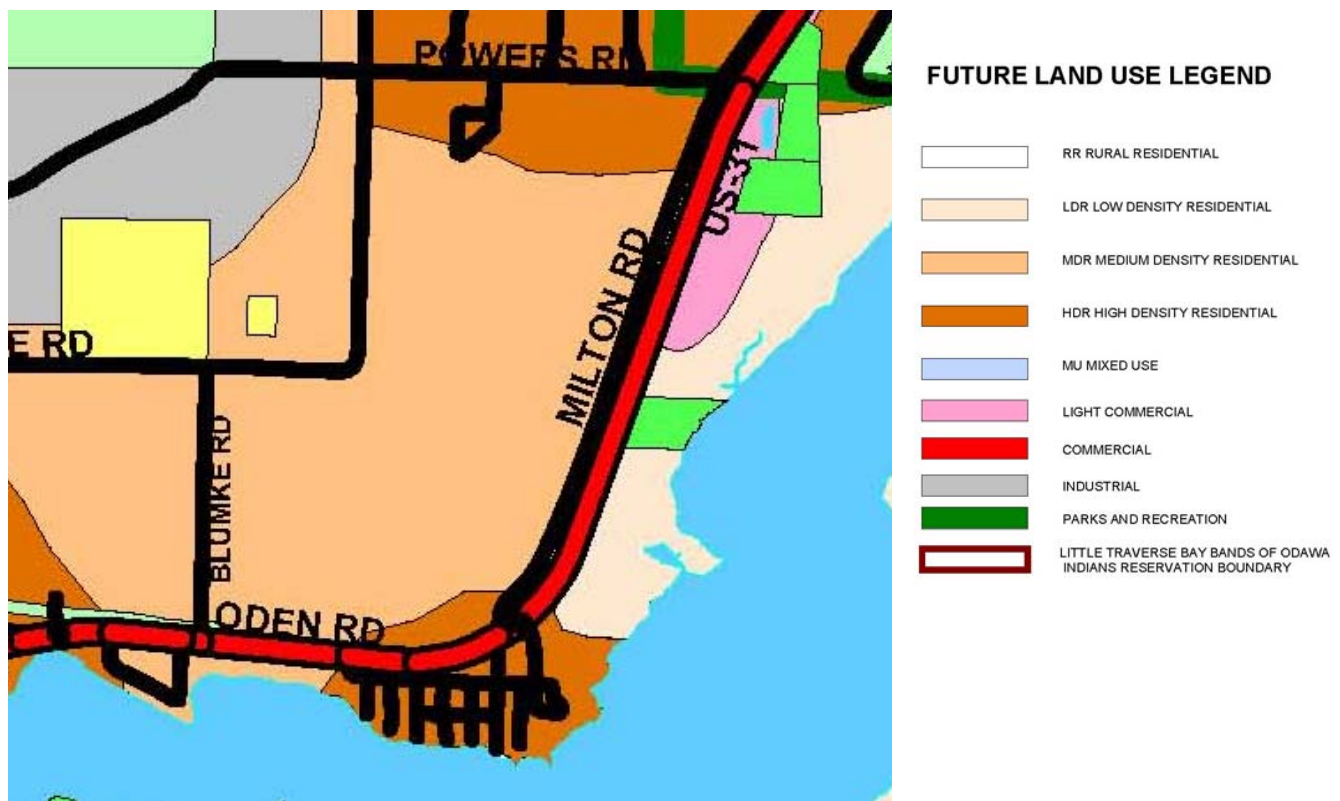 POWERS RD
US-31
MILTON RD
E RD
BLUMKE RD
ODEN RD
FUTURE LAND USE LEGEND
RR RURAL RESIDENTIAL
LDR LOW DENSITY RESIDENTIAL
MDR MEDIUM DENSITY RESIDENTIAL
HDR HIGH DENSITY RESIDENTIAL
MU MIXED USE
LIGHT COMMERCIAL
COMMERCIAL
INDUSTRIAL
PARKS AND RECREATION
LITTLE TRAVERSE BAY BANDS OF ODAWA
INDIANS RESERVATION BOUNDARY